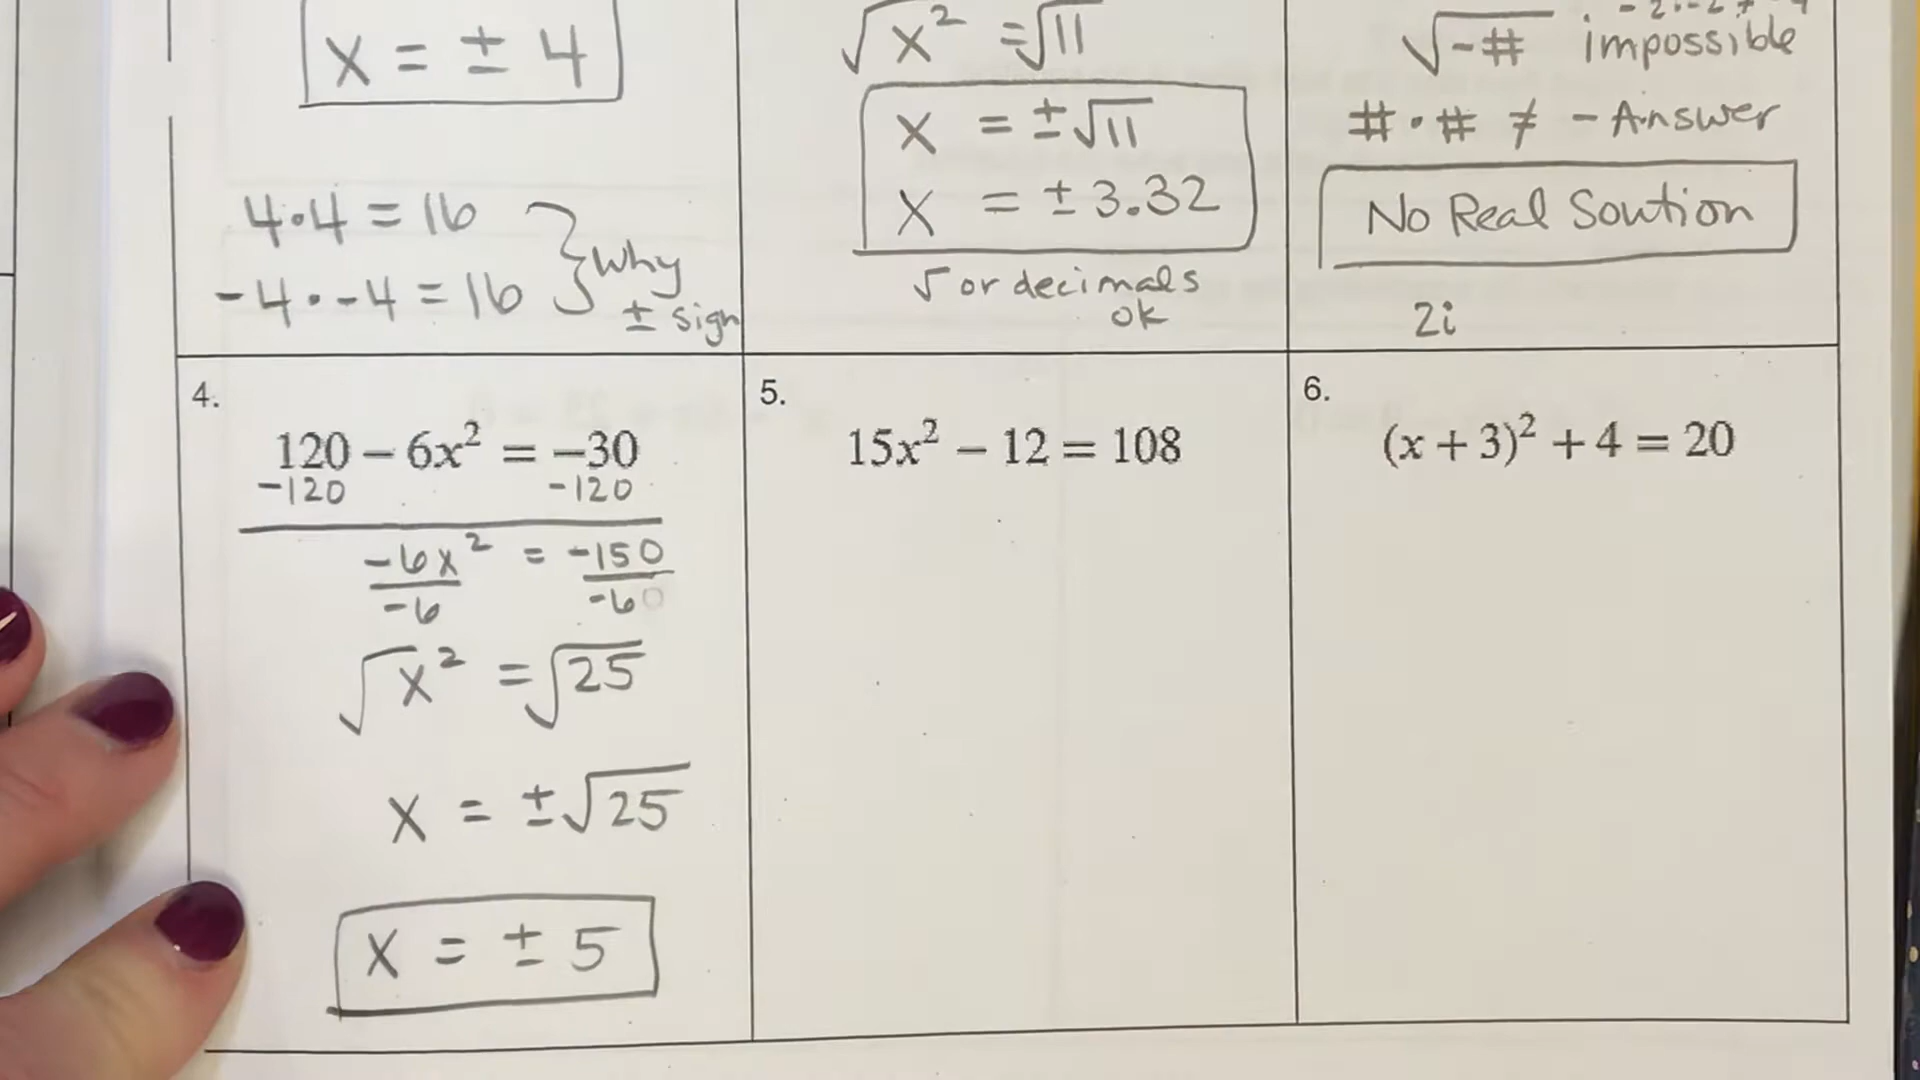 x = ± 4
4·4 = 16
-4·-4 = 16
why
± sign
√x² = √11
x = ±√11
x = ±3.32
√ or decimals
ok
√-# impossible
#·# ≠ -Answer
No Real Soution
2i
4.
120 – 6x² = –30
-120 -120
-6x² = -150
-6 -6
√x² = √25
x = ±√25
x = ± 5
5.
15x² – 12 = 108
6.
(x + 3)² + 4 = 20